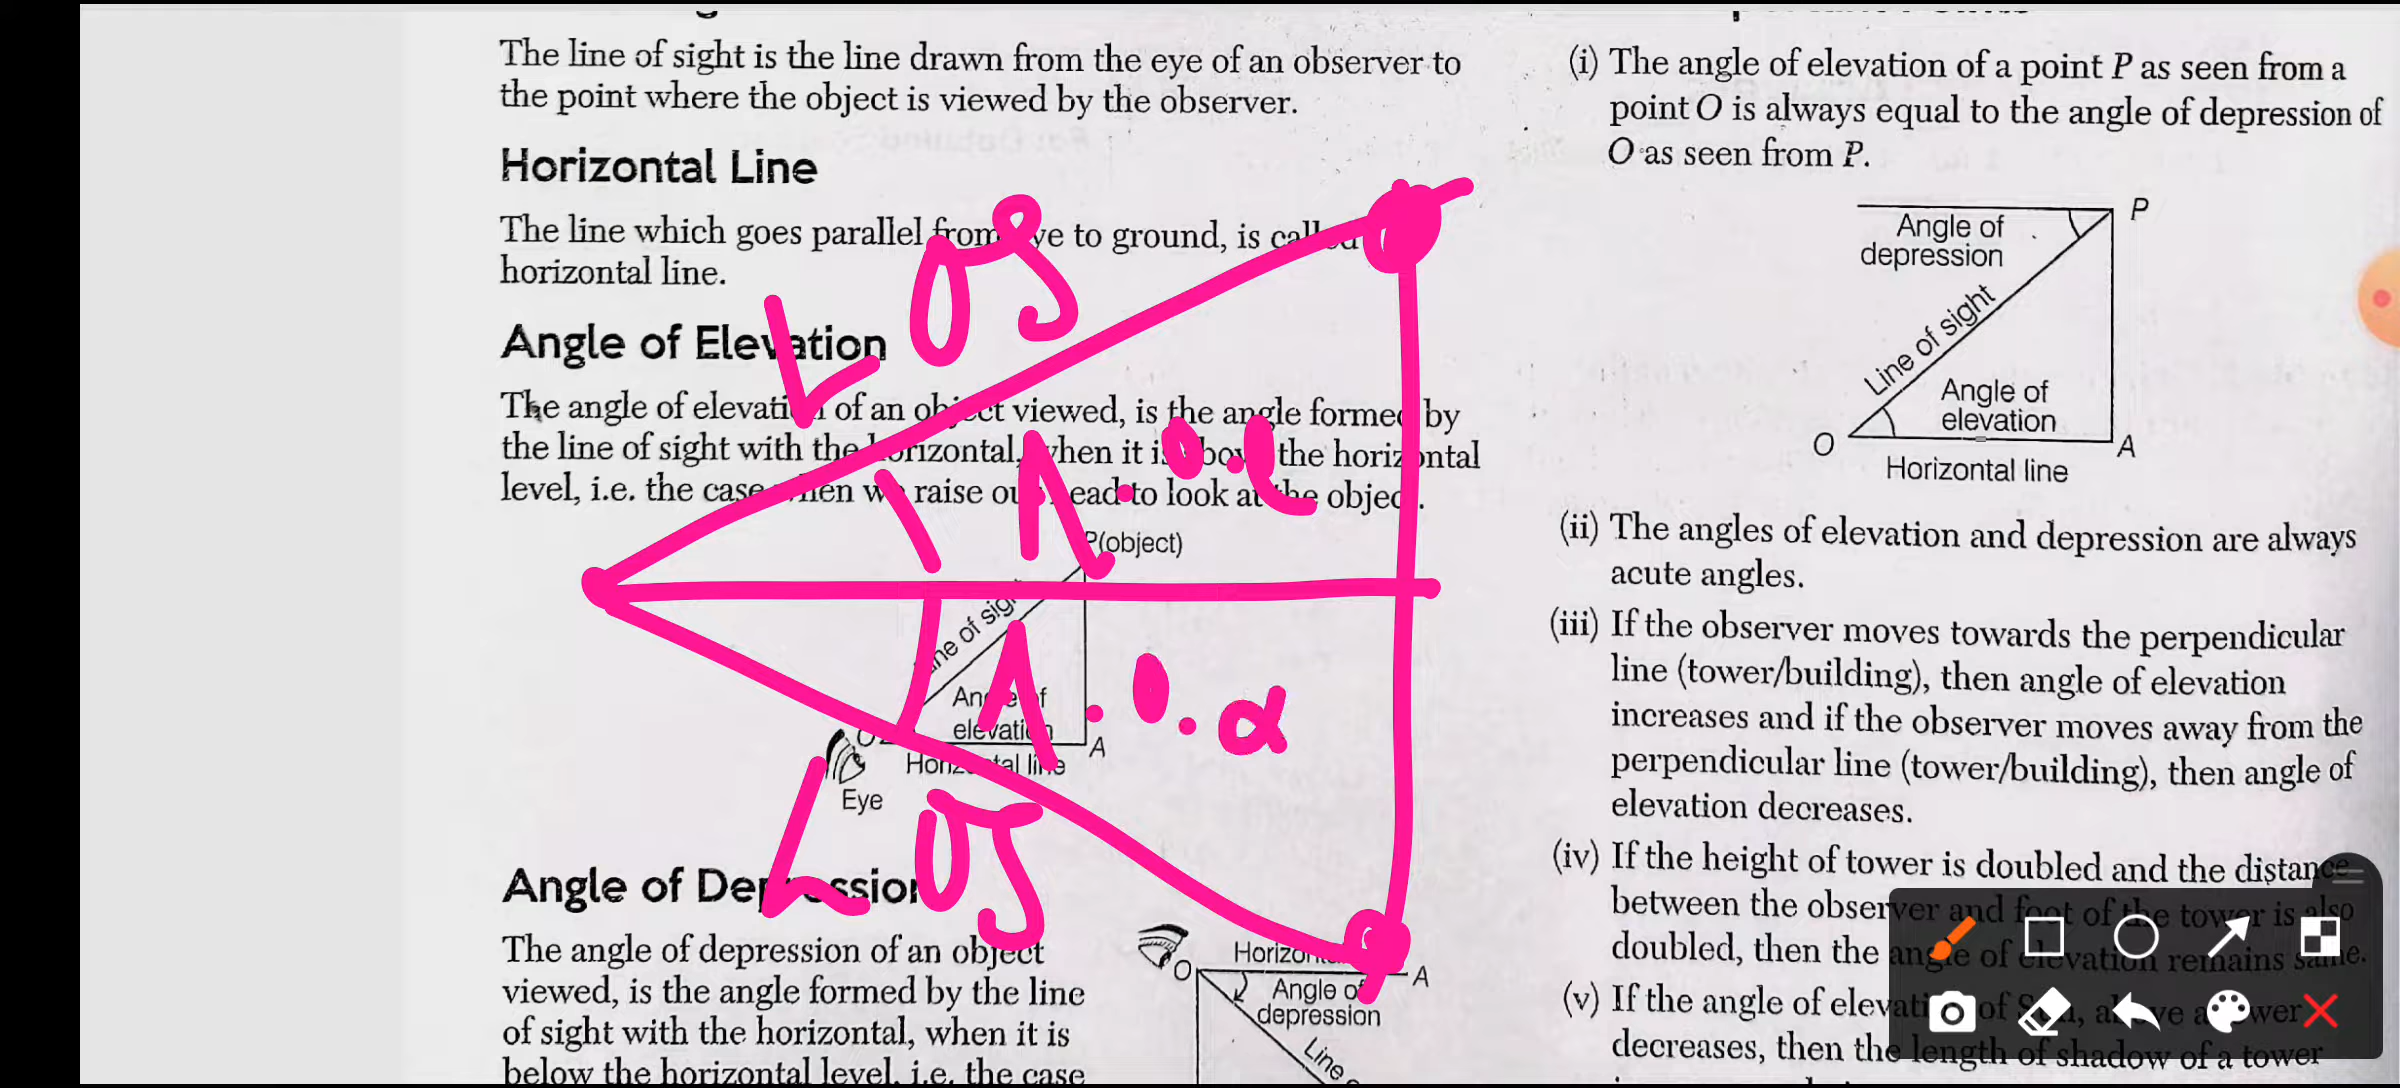 The line of sight is the line drawn from the eye of an observer to
the point where the object is viewed by the observer.
Horizontal Line
The line which goes parallel from eye to ground, is called
horizontal line.
Angle of Elevation
The angle of elevation of an object viewed, is the angle formed by
the line of sight with the horizontal, when it is above the horizontal
level, i.e. the case when we raise our head to look at the object.
P(object)
Line of sight
Angle of
elevation
O
A
Horizontal line
Eye
LOS
A.O.e
A.O.d
LOS
Angle of Depression
The angle of depression of an object
viewed, is the angle formed by the line
of sight with the horizontal, when it is
below the horizontal level, i.e. the case
O
A
Angle of
depression
Line
(i) The angle of elevation of a point P as seen from a
point O is always equal to the angle of depression of
O as seen from P.
P
Angle of
depression
Line of sight
Angle of
elevation
O
A
Horizontal line
(ii) The angles of elevation and depression are always
acute angles.
(iii) If the observer moves towards the perpendicular
line (tower/building), then angle of elevation
increases and if the observer moves away from the
perpendicular line (tower/building), then angle of
elevation decreases.
(iv) If the height of tower is doubled and the distance
between the observer and foot of the tower is also
doubled, then the angle of elevation remains same.
(v) If the angle of elevation of Sun, above a tower
decreases, then the length of shadow of a tower